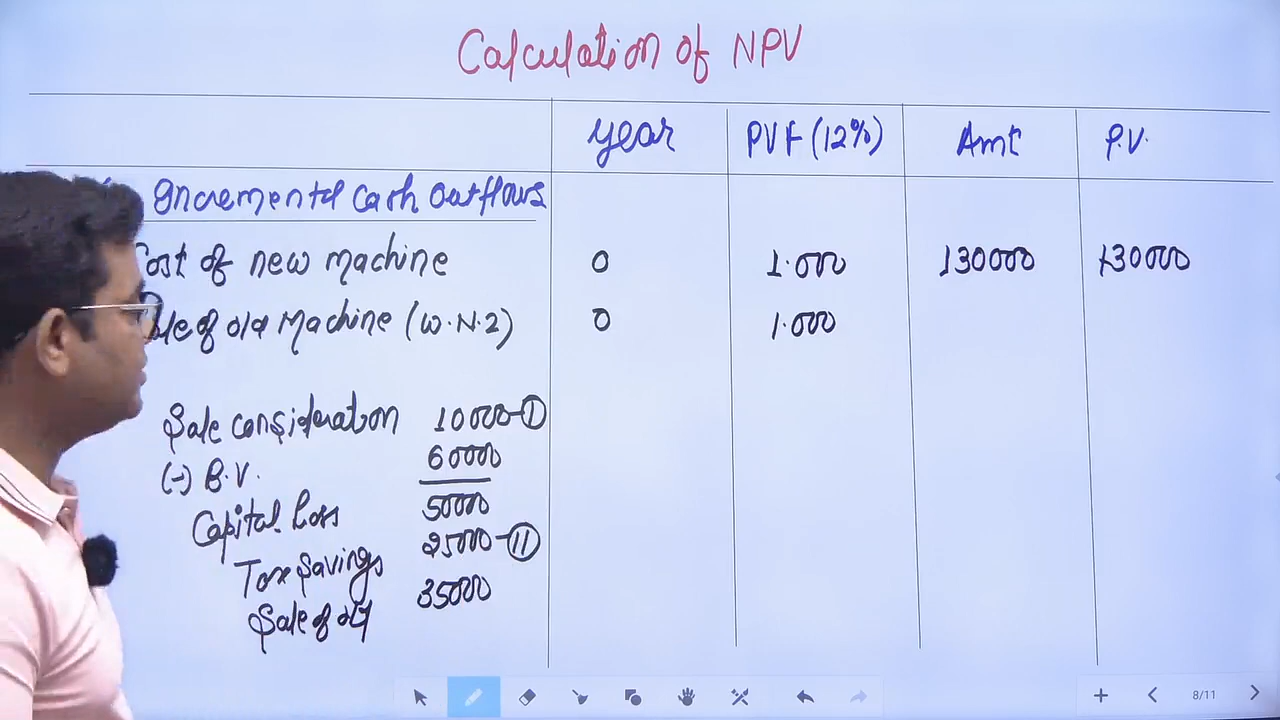 Calculation of NPV
year PVF (12%) Amt P.V.
Incremental Cash Outflows
Cost of new machine 0 1.000 130000 130000
Sale of old Machine (W.N.2) 0 1.000
Sale consideration 10000 - I
(-) B.V. 60000
Capital Loss 50000
Tax Savings 25000 - II
Sale of old 35000
8/11